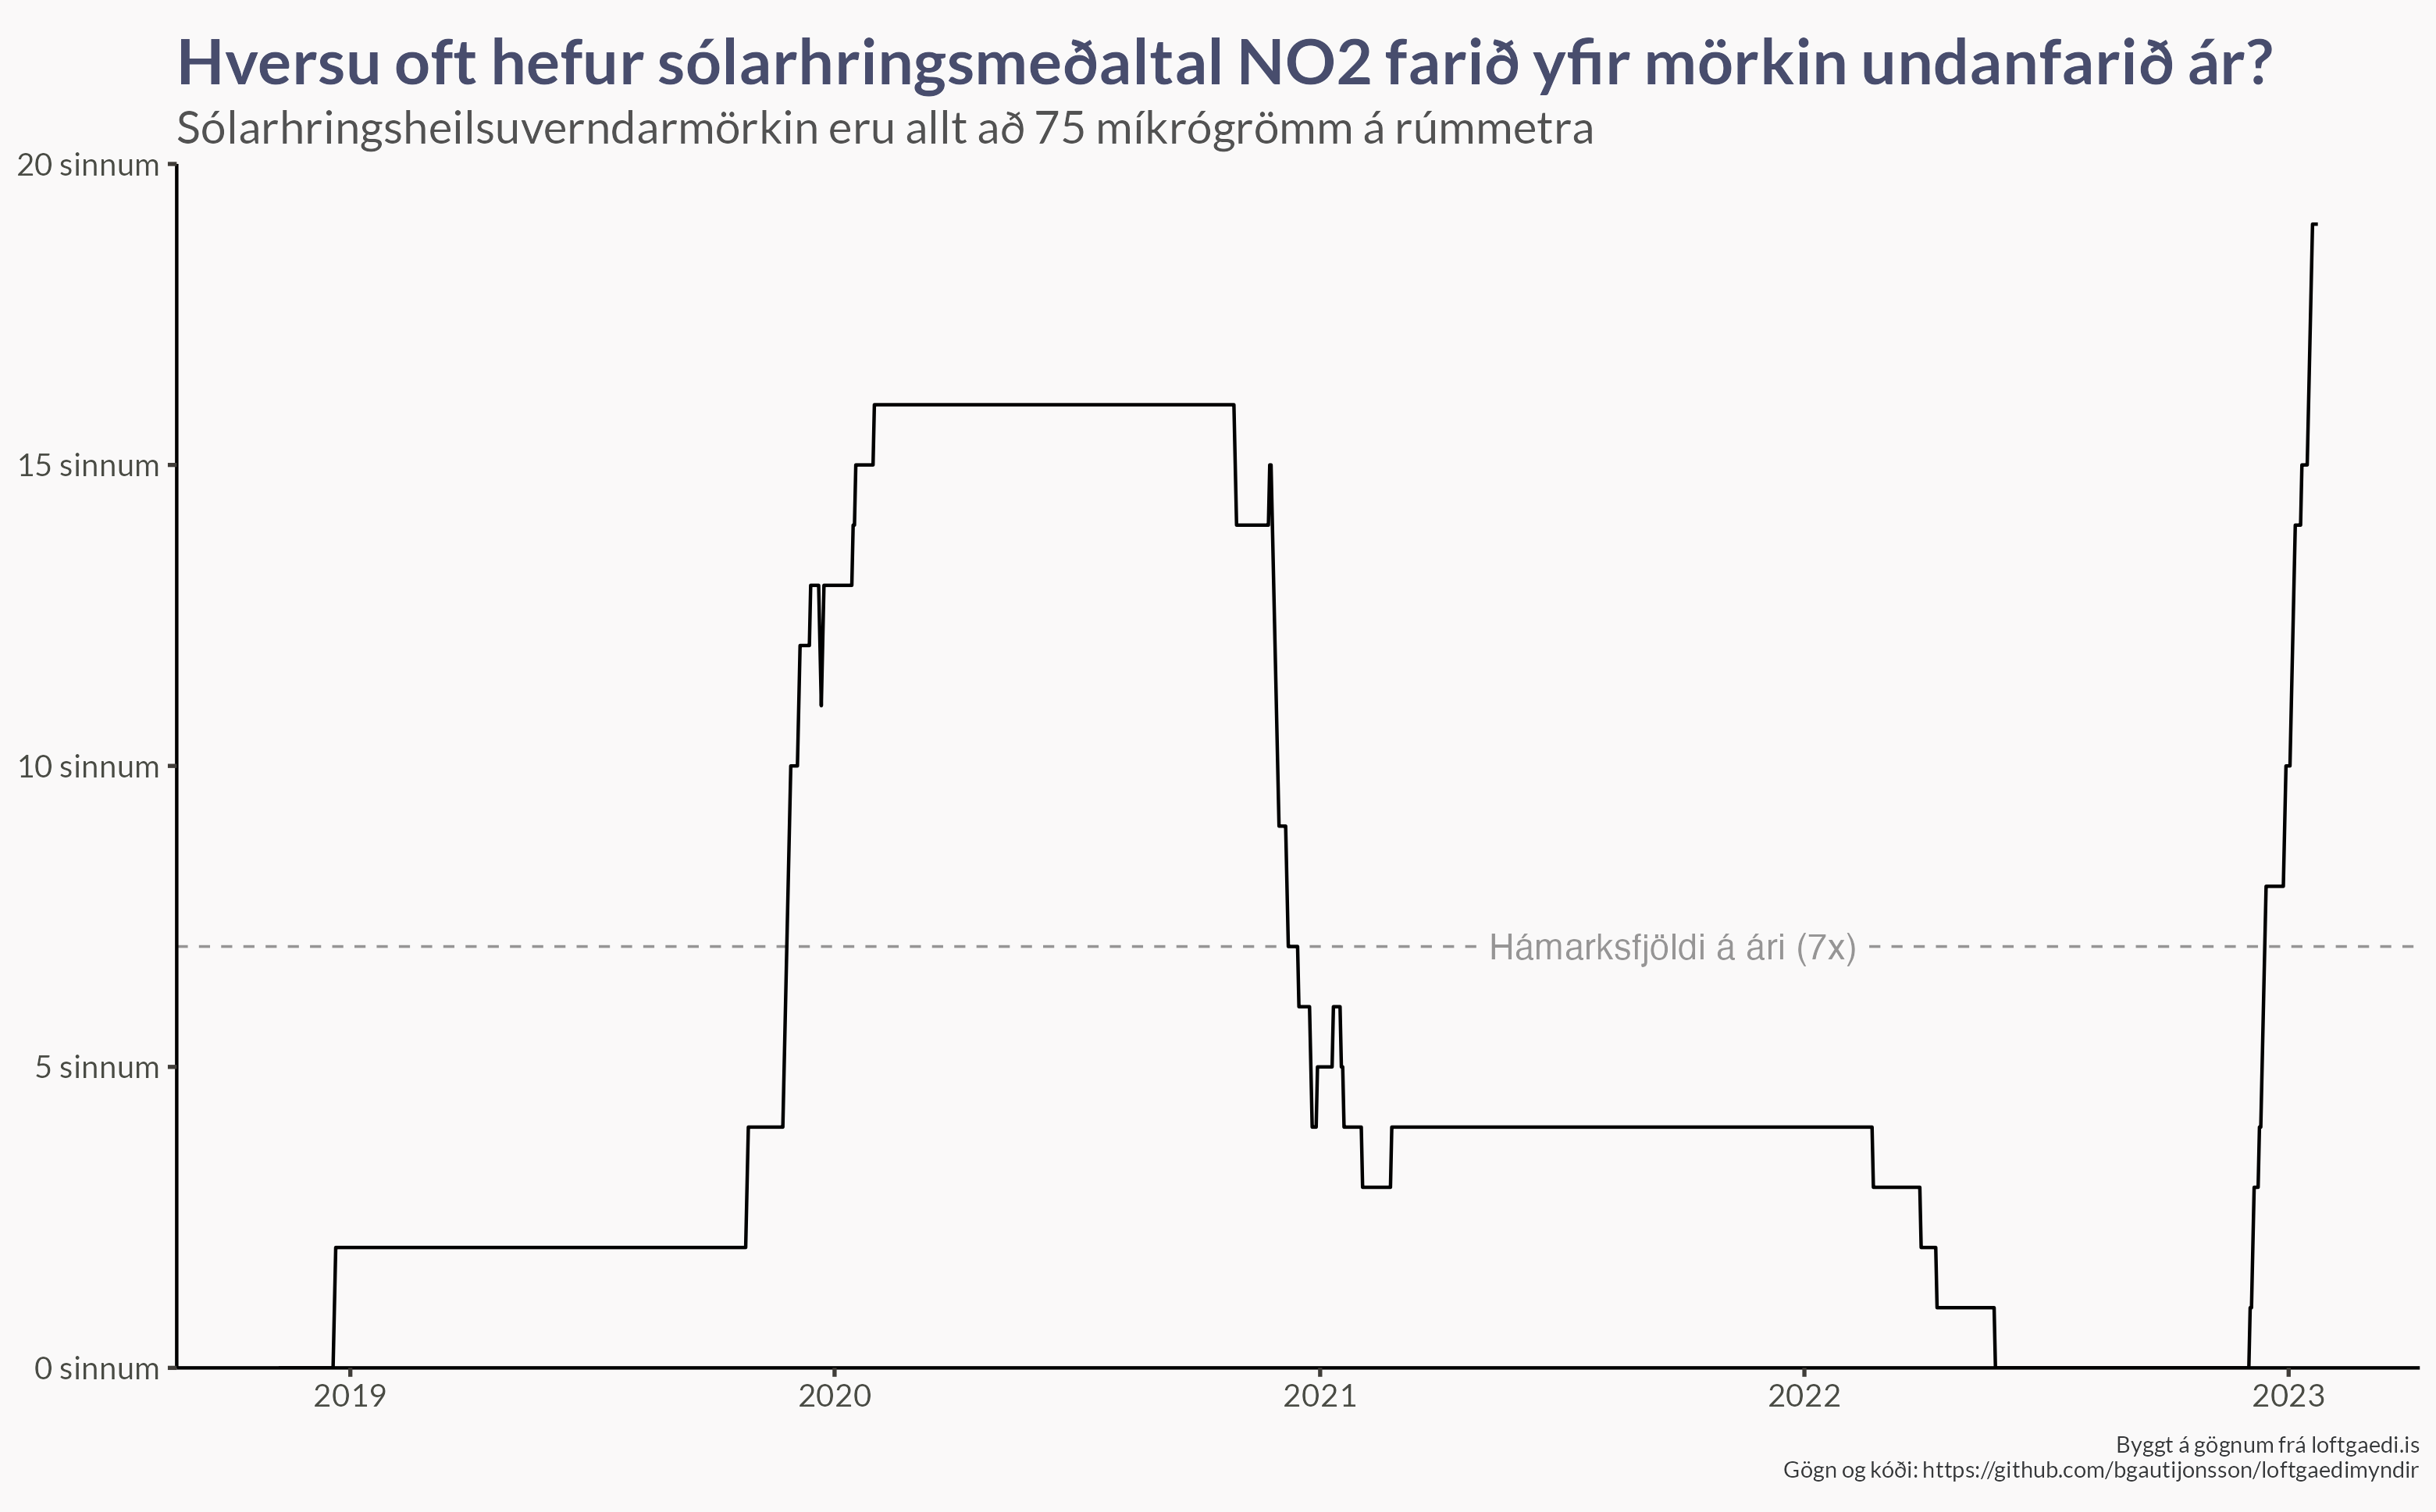 Hversu oft hefur sólarhringsmeðaltal NO2 farið yfir mörkin undanfarið ár?
Sólarhringsheilsuverndarmörkin eru allt að 75 míkrógrömm á rúmmetra
20 sinnum
15 sinnum
10 sinnum
Hámarksfjöldi á ári (7x)
5 sinnum
0 sinnum
2019 2020 2021 2022 2023
Byggt á gögnum frá loftgaedi.is
Gögn og kóði: https://github.com/bgautijonsson/loftgaedimyndir